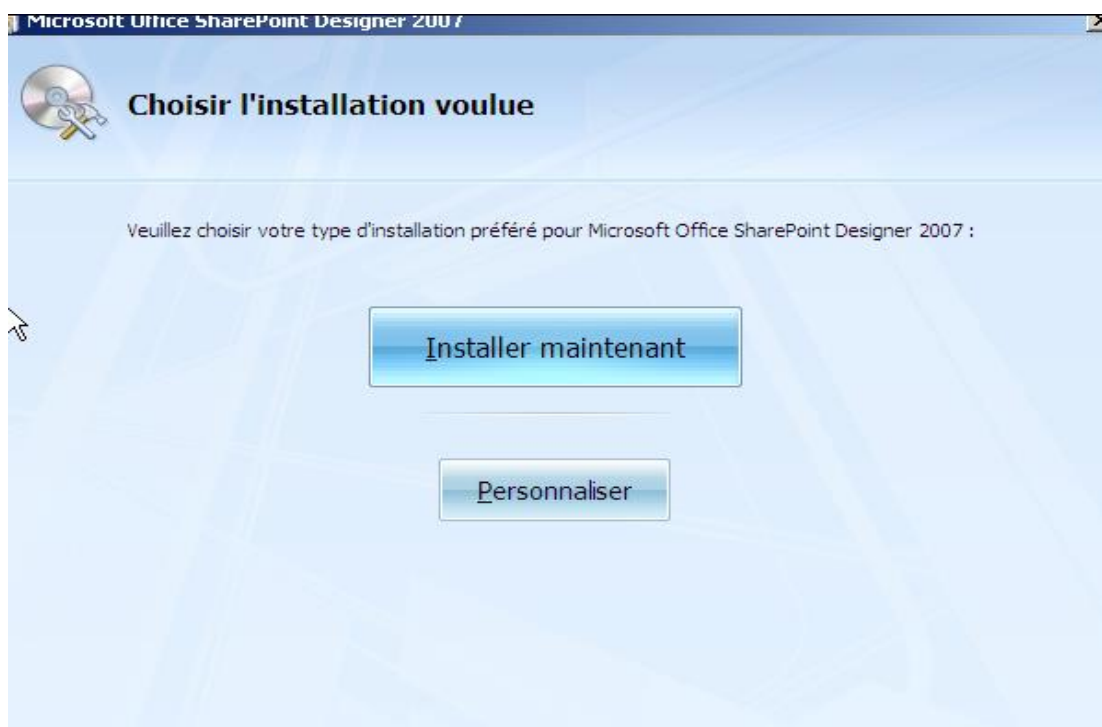 Microsoft Office SharePoint Designer 2007
Choisir l'installation voulue
Veuillez choisir votre type d'installation préféré pour Microsoft Office SharePoint Designer 2007 :
Installer maintenant
Personnaliser